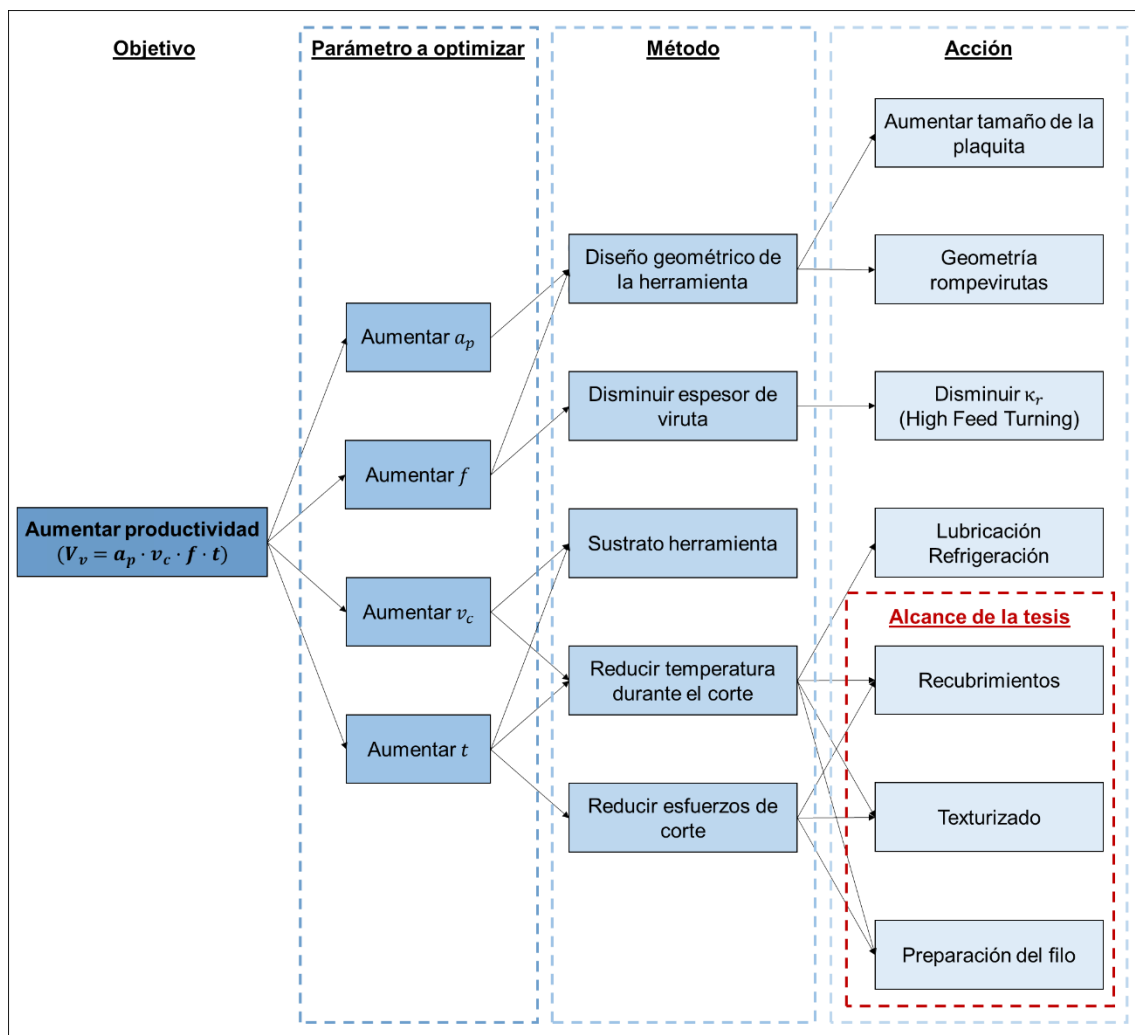 Objetivo
Parámetro a optimizar
Método
Acción
Aumentar productividad
(V_v = a_p · v_c · f · t)
Aumentar a_p
Aumentar f
Aumentar v_c
Aumentar t
Diseño geométrico de
la herramienta
Disminuir espesor de
viruta
Sustrato herramienta
Reducir temperatura
durante el corte
Reducir esfuerzos de
corte
Aumentar tamaño de la
plaquita
Geometría
rompevirutas
Disminuir κ_r
(High Feed Turning)
Lubricación
Refrigeración
Alcance de la tesis
Recubrimientos
Texturizado
Preparación del filo